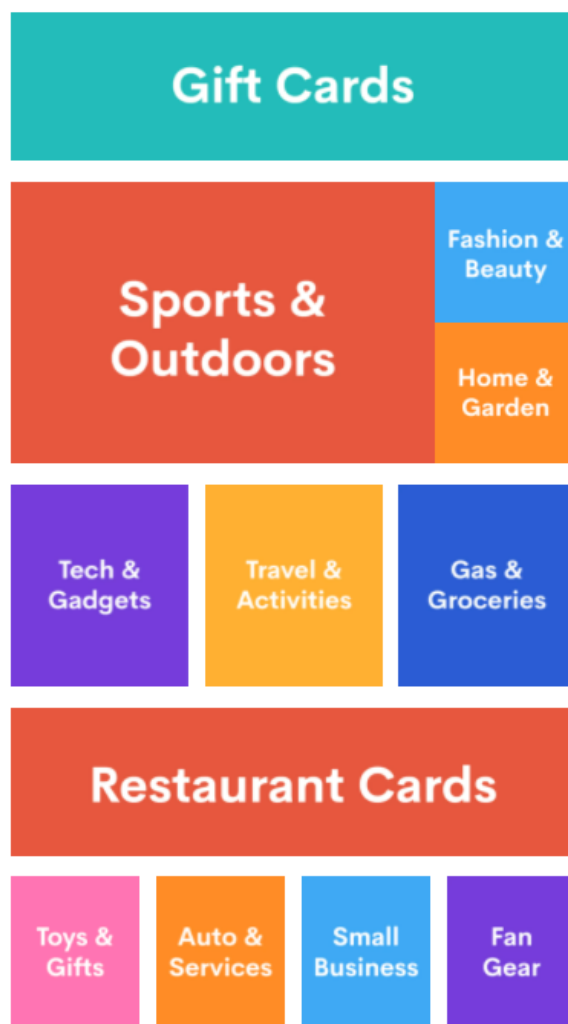 Gift Cards
Sports &
Outdoors
Fashion &
Beauty
Home &
Garden
Tech &
Gadgets
Travel &
Activities
Gas &
Groceries
Restaurant Cards
Toys &
Gifts
Auto &
Services
Small
Business
Fan
Gear